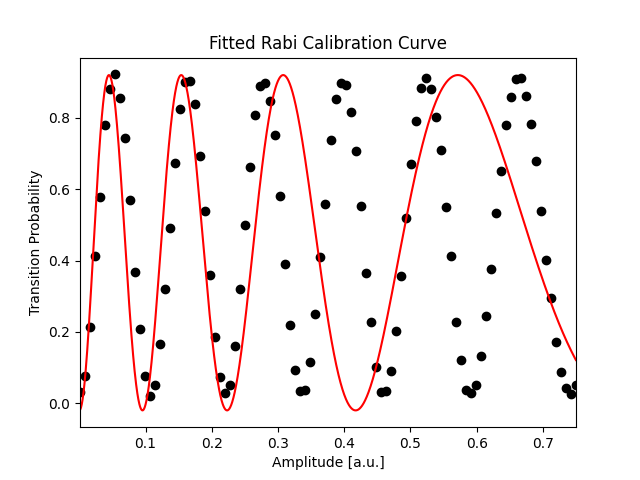 Fitted Rabi Calibration Curve
Transition Probability
0.8
0.6
0.4
0.2
0.0
0.1 0.2 0.3 0.4 0.5 0.6 0.7
Amplitude [a.u.]